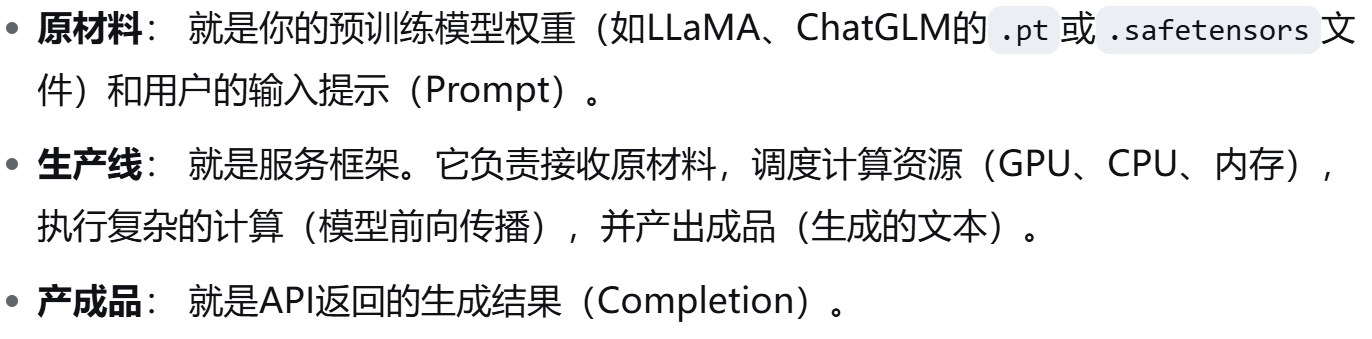 • 原材料： 就是你的预训练模型权重（如LLaMA、ChatGLM的 .pt 或 .safetensors 文
件）和用户的输入提示（Prompt）。
• 生产线： 就是服务框架。它负责接收原材料，调度计算资源（GPU、CPU、内存），
执行复杂的计算（模型前向传播），并产出成品（生成的文本）。
• 产成品： 就是API返回的生成结果（Completion）。